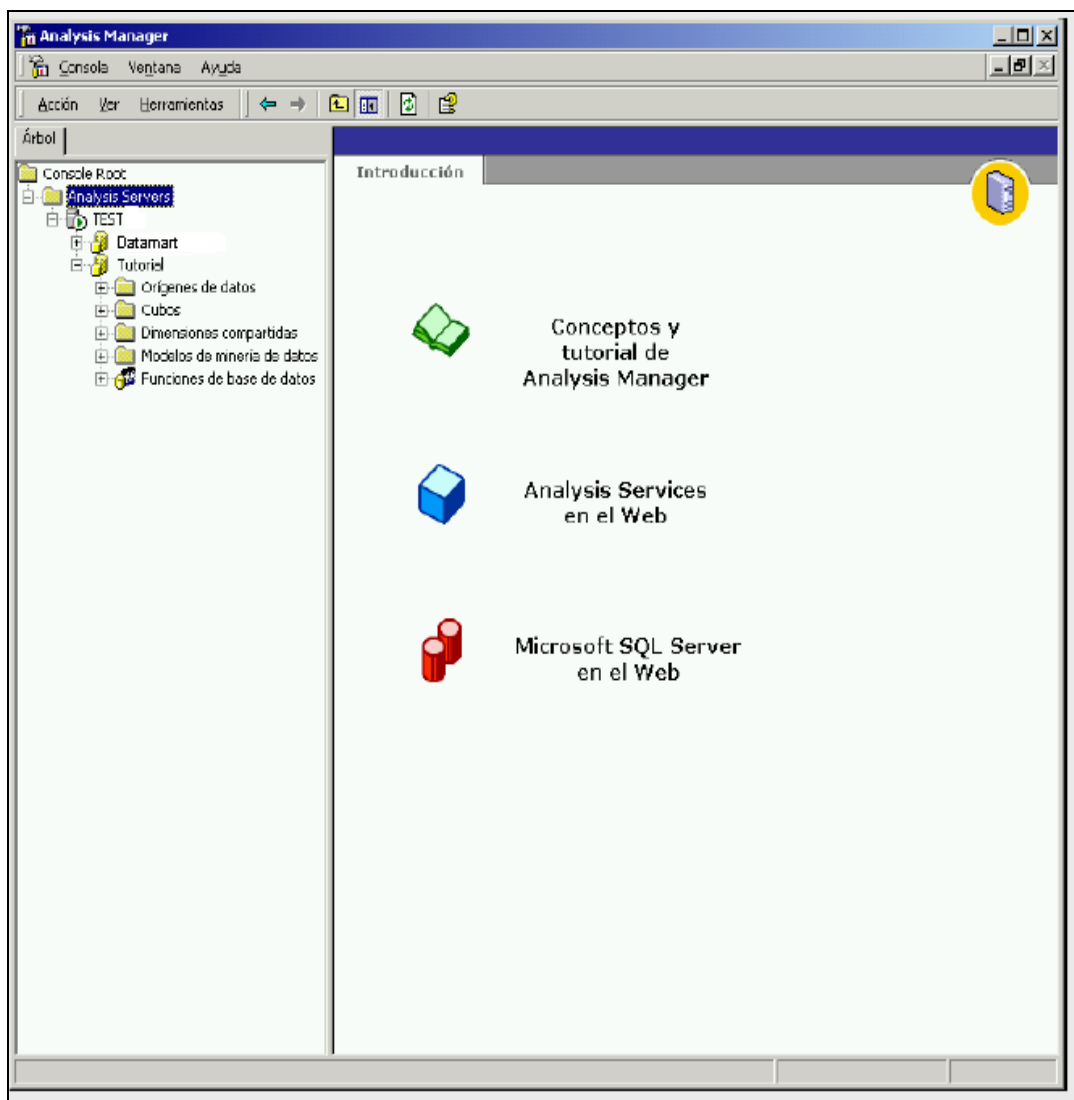 Analysis Manager
Consola Ventana Ayuda
Acción Ver Herramientas
Árbol
Console Root
Analysis Servers
TEST
Datamart
Tutorial
Orígenes de datos
Cubos
Dimensiones compartidas
Modelos de minería de datos
Funciones de base de datos
Introducción
Conceptos y
tutorial de
Analysis Manager
Analysis Services
en el Web
Microsoft SQL Server
en el Web